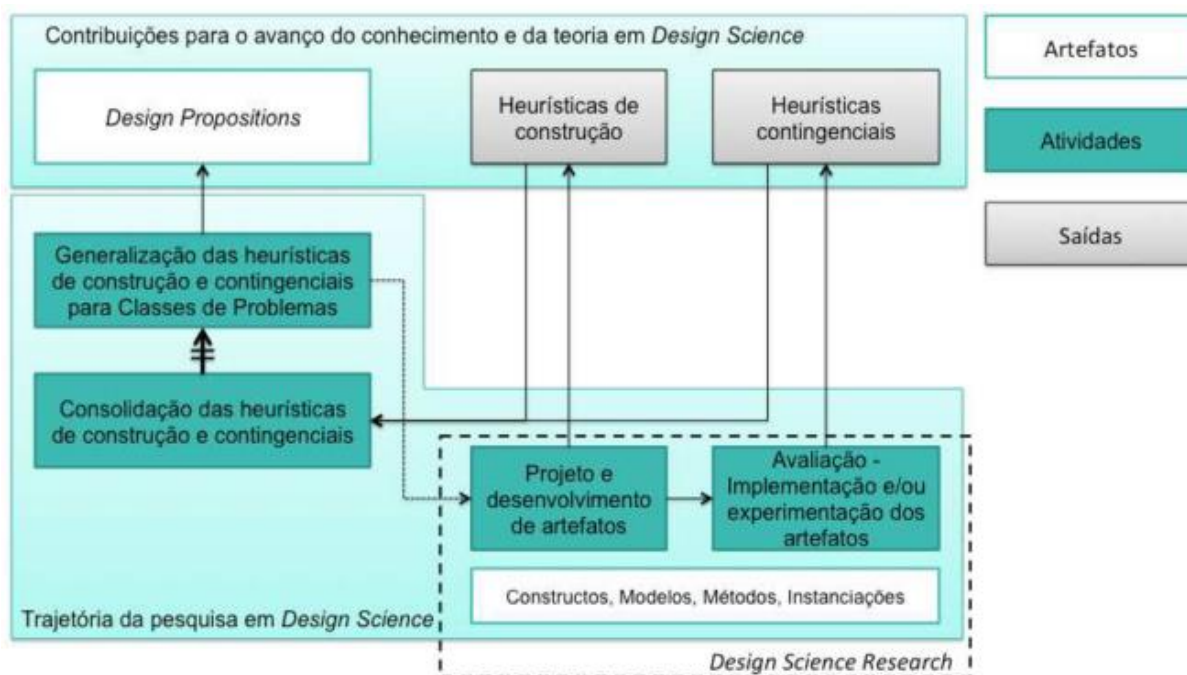 Contribuições para o avanço do conhecimento e da teoria em Design Science
Artefatos
Design Propositions
Heurísticas de
construção
Heurísticas
contingenciais
Atividades
Saídas
Generalização das heurísticas
de construção e contingenciais
para Classes de Problemas
Consolidação das heurísticas
de construção e contingenciais
Projeto e
desenvolvimento
de artefatos
Avaliação -
Implementação e/ou
experimentação dos
artefatos
Constructos, Modelos, Métodos, Instanciações
Trajetória da pesquisa em Design Science
Design Science Research